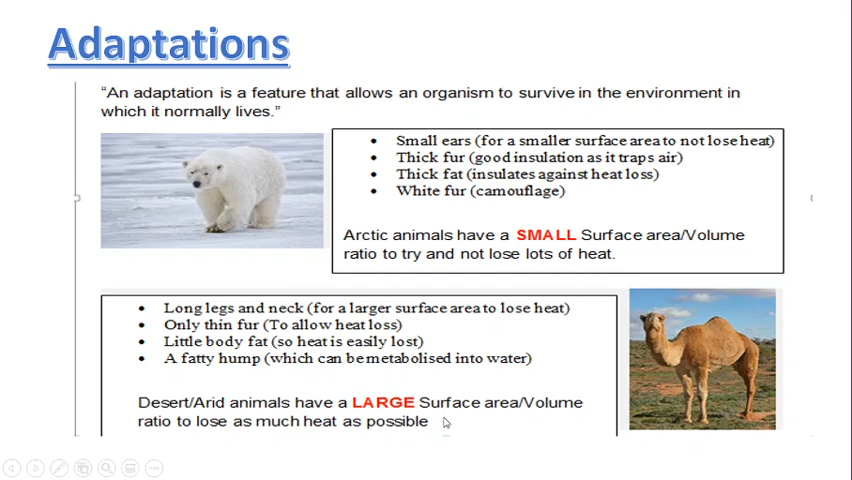 Adaptations
“An adaptation is a feature that allows an organism to survive in the environment in
which it normally lives.”
• Small ears (for a smaller surface area to not lose heat)
• Thick fur (good insulation as it traps air)
• Thick fat (insulates against heat loss)
• White fur (camouflage)
Arctic animals have a SMALL Surface area/Volume
ratio to try and not lose lots of heat.
• Long legs and neck (for a larger surface area to lose heat)
• Only thin fur (To allow heat loss)
• Little body fat (so heat is easily lost)
• A fatty hump (which can be metabolised into water)
Desert/Arid animals have a LARGE Surface area/Volume
ratio to lose as much heat as possible